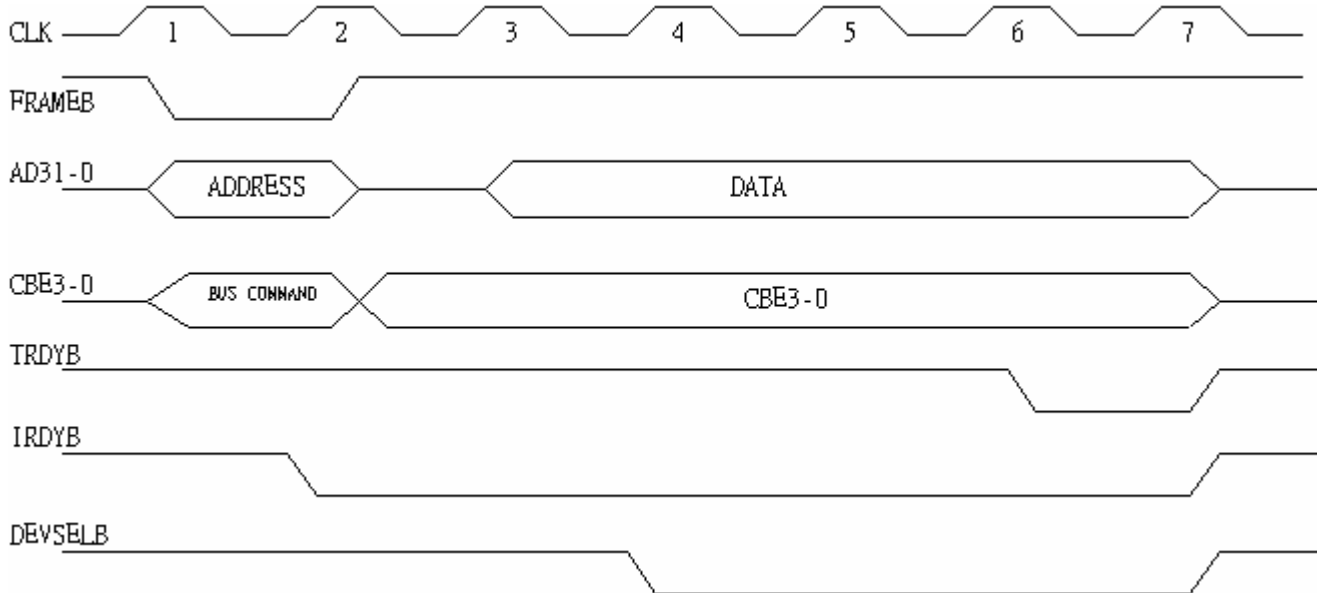 CLK 1 2 3 4 5 6 7
FRAMEB
AD31-0 ADDRESS DATA
CBE3-0 BUS COMMAND CBE3-0
TRDYB
IRDYB
DEVSELB